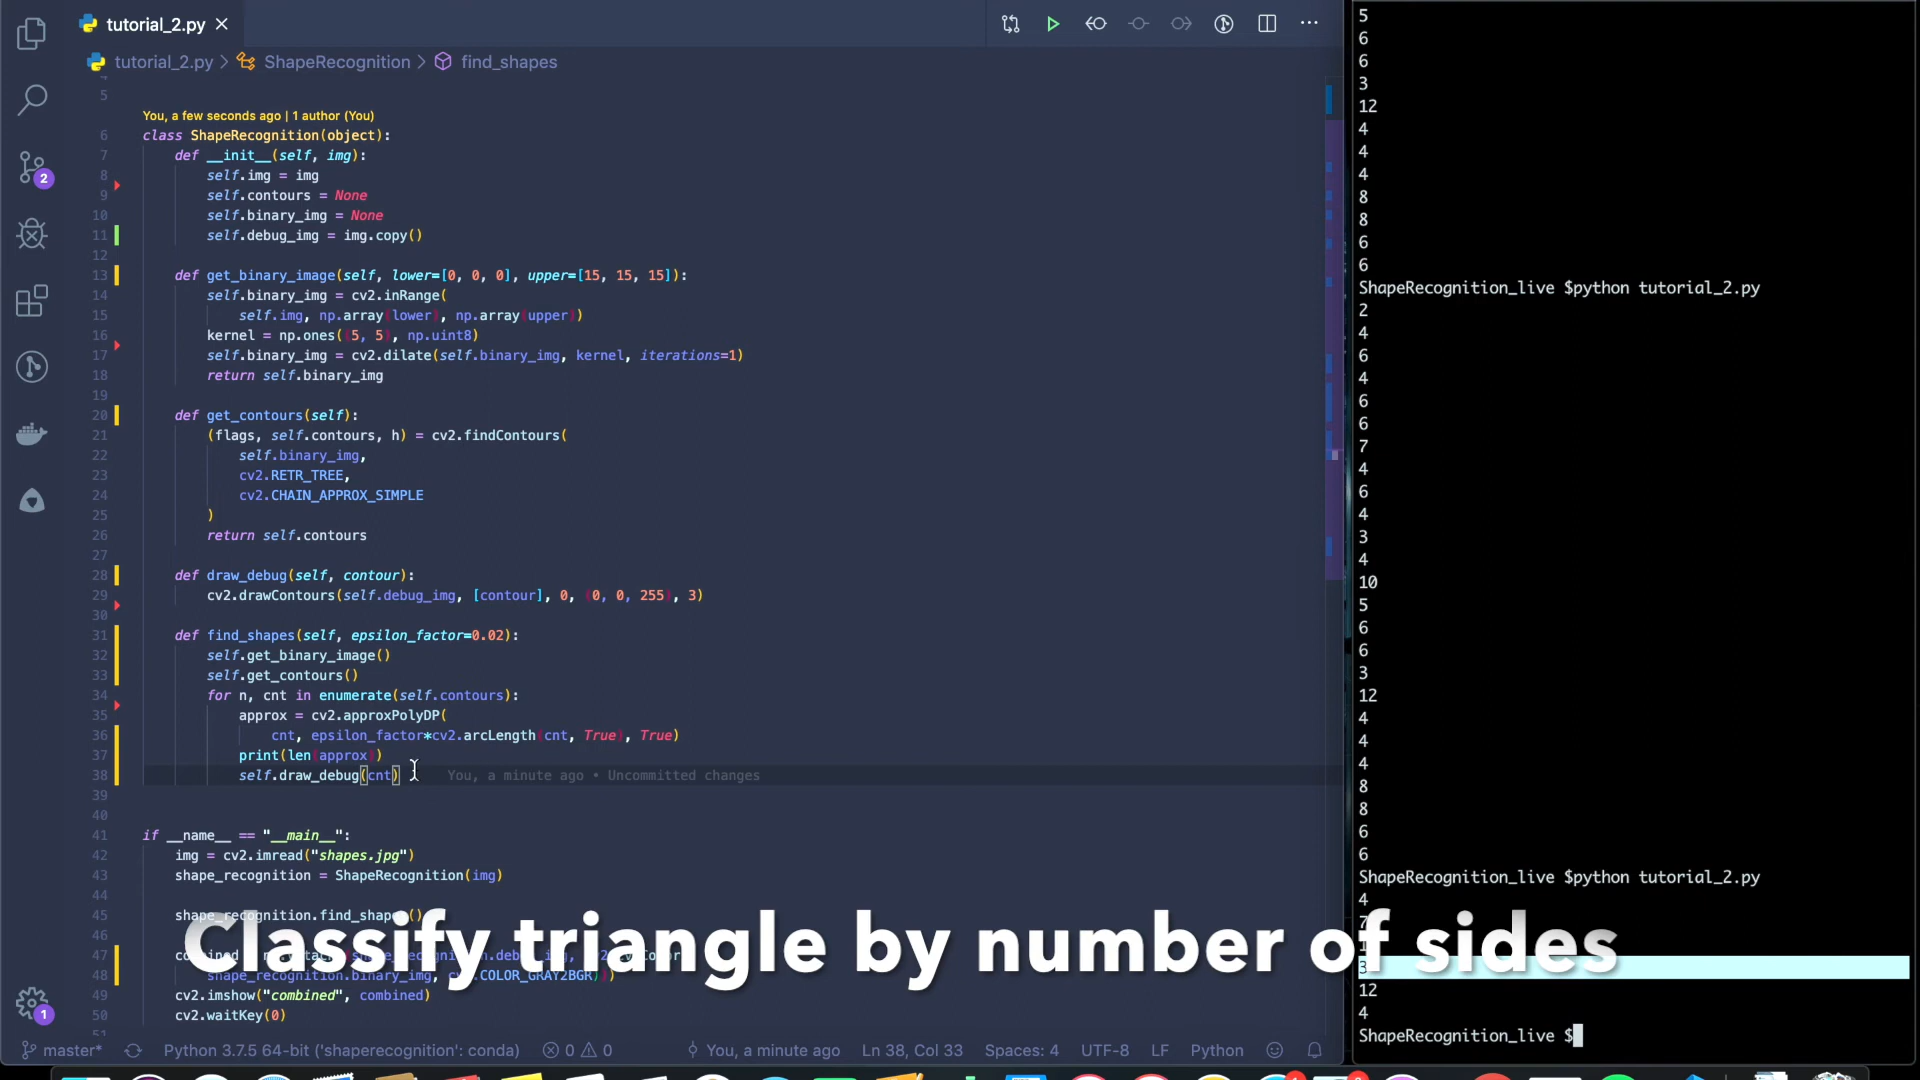 tutorial_2.py
tutorial_2.py > ShapeRecognition > find_shapes
4
5
You, a few seconds ago | 1 author (You)
6 class ShapeRecognition(object):
7 def __init__(self, img):
8 self.img = img
9 self.contours = None
10 self.binary_img = None
11 self.debug_img = img.copy()
12
13 def get_binary_image(self, lower=[0, 0, 0], upper=[15, 15, 15]):
14 self.binary_img = cv2.inRange(
15 self.img, np.array(lower), np.array(upper))
16 kernel = np.ones((5, 5), np.uint8)
17 self.binary_img = cv2.dilate(self.binary_img, kernel, iterations=1)
18 return self.binary_img
19
20 def get_contours(self):
21 (flags, self.contours, h) = cv2.findContours(
22 self.binary_img,
23 cv2.RETR_TREE,
24 cv2.CHAIN_APPROX_SIMPLE
25 )
26 return self.contours
27
28 def draw_debug(self, contour):
29 cv2.drawContours(self.debug_img, [contour], 0, (0, 0, 255), 3)
30
31 def find_shapes(self, epsilon_factor=0.02):
32 self.get_binary_image()
33 self.get_contours()
34 for n, cnt in enumerate(self.contours):
35 approx = cv2.approxPolyDP(
36 cnt, epsilon_factor*cv2.arcLength(cnt, True), True)
37 print(len(approx))
38 self.draw_debug(cnt) You, a minute ago • Uncommitted changes
39
40
41 if __name__ == "__main__":
42 img = cv2.imread("shapes.jpg")
43 shape_recognition = ShapeRecognition(img)
44
45 shape_recognition.find_shapes()
46
47
48 shape_recognition.binary_img, cv2.COLOR_GRAY2BGR)
49 cv2.imshow("combined", combined)
50 cv2.waitKey(0)
51
Classify triangle by number of sides
2
1
master* Python 3.7.5 64-bit ('shaperecognition': conda) 0 0 You, a minute ago Ln 38, Col 33 Spaces: 4 UTF-8 LF Python
5
6
6
3
12
4
4
4
8
8
6
6
ShapeRecognition_live $python tutorial_2.py
2
4
6
4
6
6
7
4
6
4
3
4
10
5
6
6
3
12
4
4
4
8
8
6
6
ShapeRecognition_live $python tutorial_2.py
4
7
3
12
4
ShapeRecognition_live $